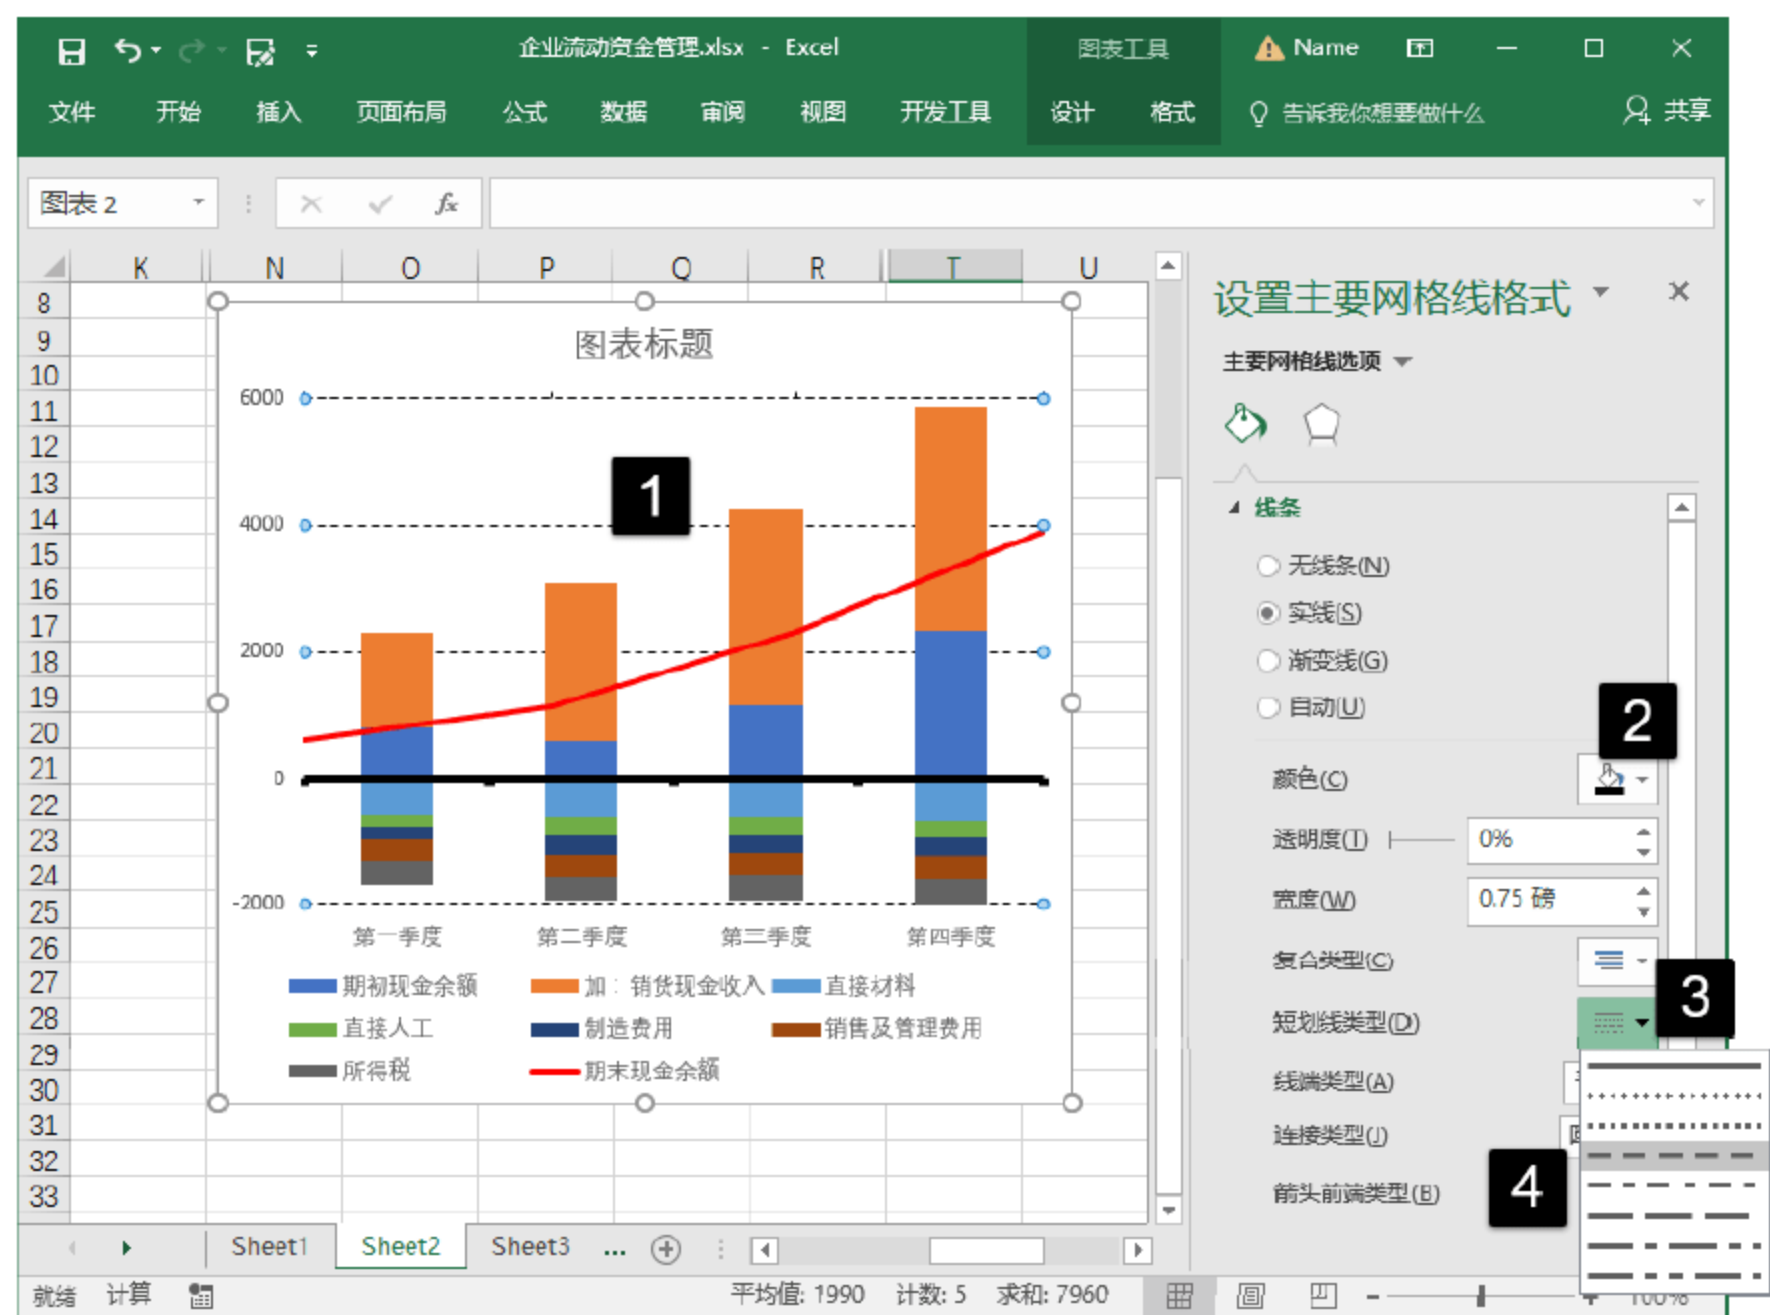 企业流动资金管理.xlsx - Excel 图表工具 Name
文件 开始 插入 页面布局 公式 数据 审阅 视图 开发工具 设计 格式 告诉我你想要做什么 共享
图表 2 fx
K N O P Q R T U
8
9
10
11
12
13
14
15
16
17
18
19
20
21
22
23
24
25
26
27
28
29
30
31
32
33
图表标题
6000
4000
2000
0
-2000
1
第一季度 第二季度 第三季度 第四季度
期初现金余额 加：销货现金收入 直接材料
直接人工 制造费用 销售及管理费用
所得税 期末现金余额
设置主要网格线格式
主要网格线选项
线条
无线条(N)
实线(S)
渐变线(G)
自动(U)
2
颜色(C)
透明度(T) 0%
宽度(W) 0.75 磅
复合类型(C)
3
短划线类型(D)
线端类型(A)
连接类型(J)
4
箭头前端类型(B)
Sheet1 Sheet2 Sheet3 ...
就绪 计算 平均值: 1990 计数: 5 求和: 7960 100%